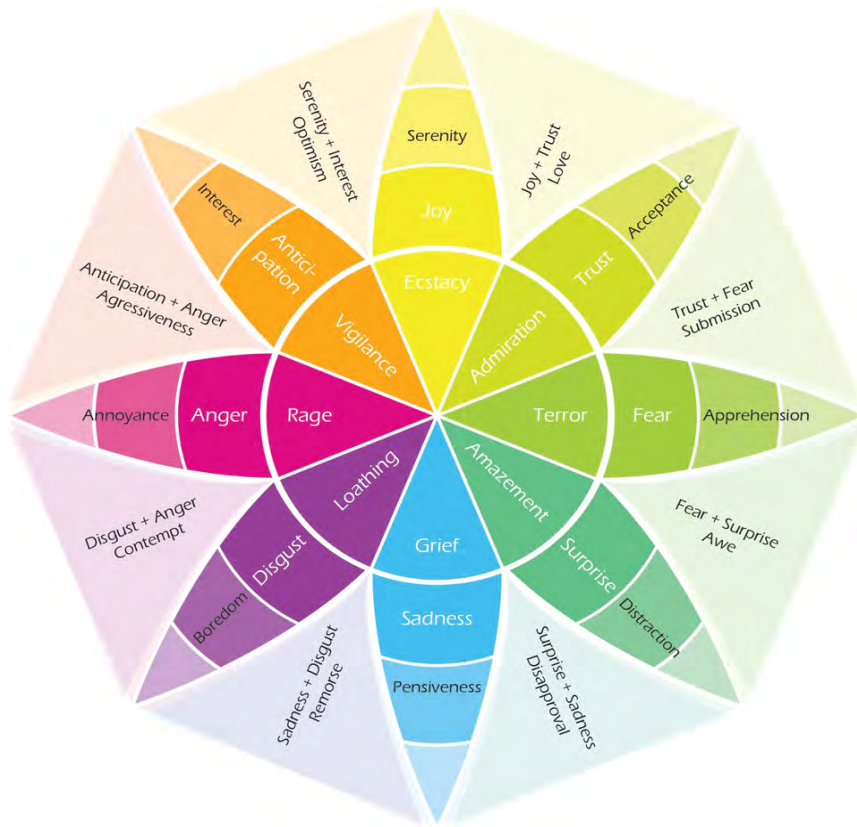 Serenity + Interest
Optimism
Serenity
Joy + Trust
Love
Interest
Joy
Acceptance
Antici-
pation
Trust
Anticipation + Anger
Agressiveness
Ecstacy
Trust + Fear
Submission
Vigilance
Admiration
Annoyance
Anger
Rage
Terror
Fear
Apprehension
Loathing
Amazement
Disgust + Anger
Contempt
Grief
Fear + Surprise
Awe
Disgust
Surprise
Boredom
Sadness
Distraction
Sadness + Disgust
Remorse
Pensiveness
Surprise + Sadness
Disapproval